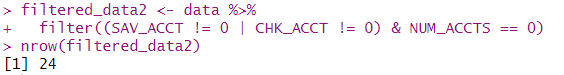 > filtered_data2 <- data %>%
+   filter((SAV_ACCT != 0 | CHK_ACCT != 0) & NUM_ACCTS == 0)
> nrow(filtered_data2)
[1] 24